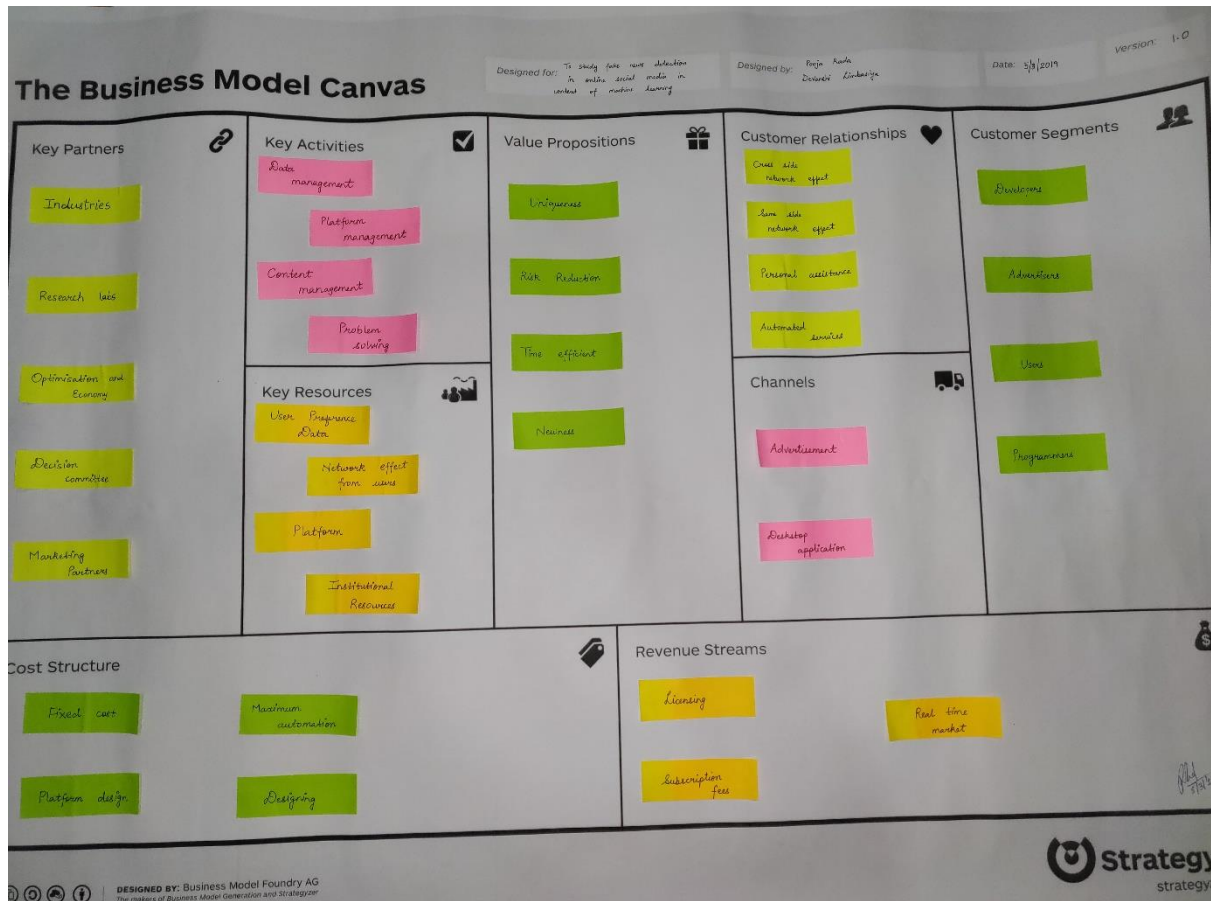 The Business Model Canvas
Designed for:
To study fake news detection
in online social media in
context of machine learning
Designed by:
Pooja Kada
Devanshi Limbasiya
Date: 3/8/2019
Version: 1.0
Key Partners
Industries
Research labs
Optimisation and
Economy
Decision
committee
Marketing
Partners
Key Activities
Data
management
Platform
management
Content
management
Problem
solving
Key Resources
User Preference
Data
Network effect
from users
Platform
Institutional
Resources
Value Propositions
Uniqueness
Risk Reduction
Time efficient
Newness
Customer Relationships
Cross side
network effect
Same side
network effect
Personal assistance
Automated
services
Channels
Advertisement
Desktop
application
Customer Segments
Developers
Advertisers
Users
Programmers
Cost Structure
Fixed cost
Maximum
automation
Platform design
Designing
Revenue Streams
Licensing
Real time
market
Subscription
fees
DESIGNED BY: Business Model Foundry AG
The makers of Business Model Generation and Strategyzer
Strategy
strategy